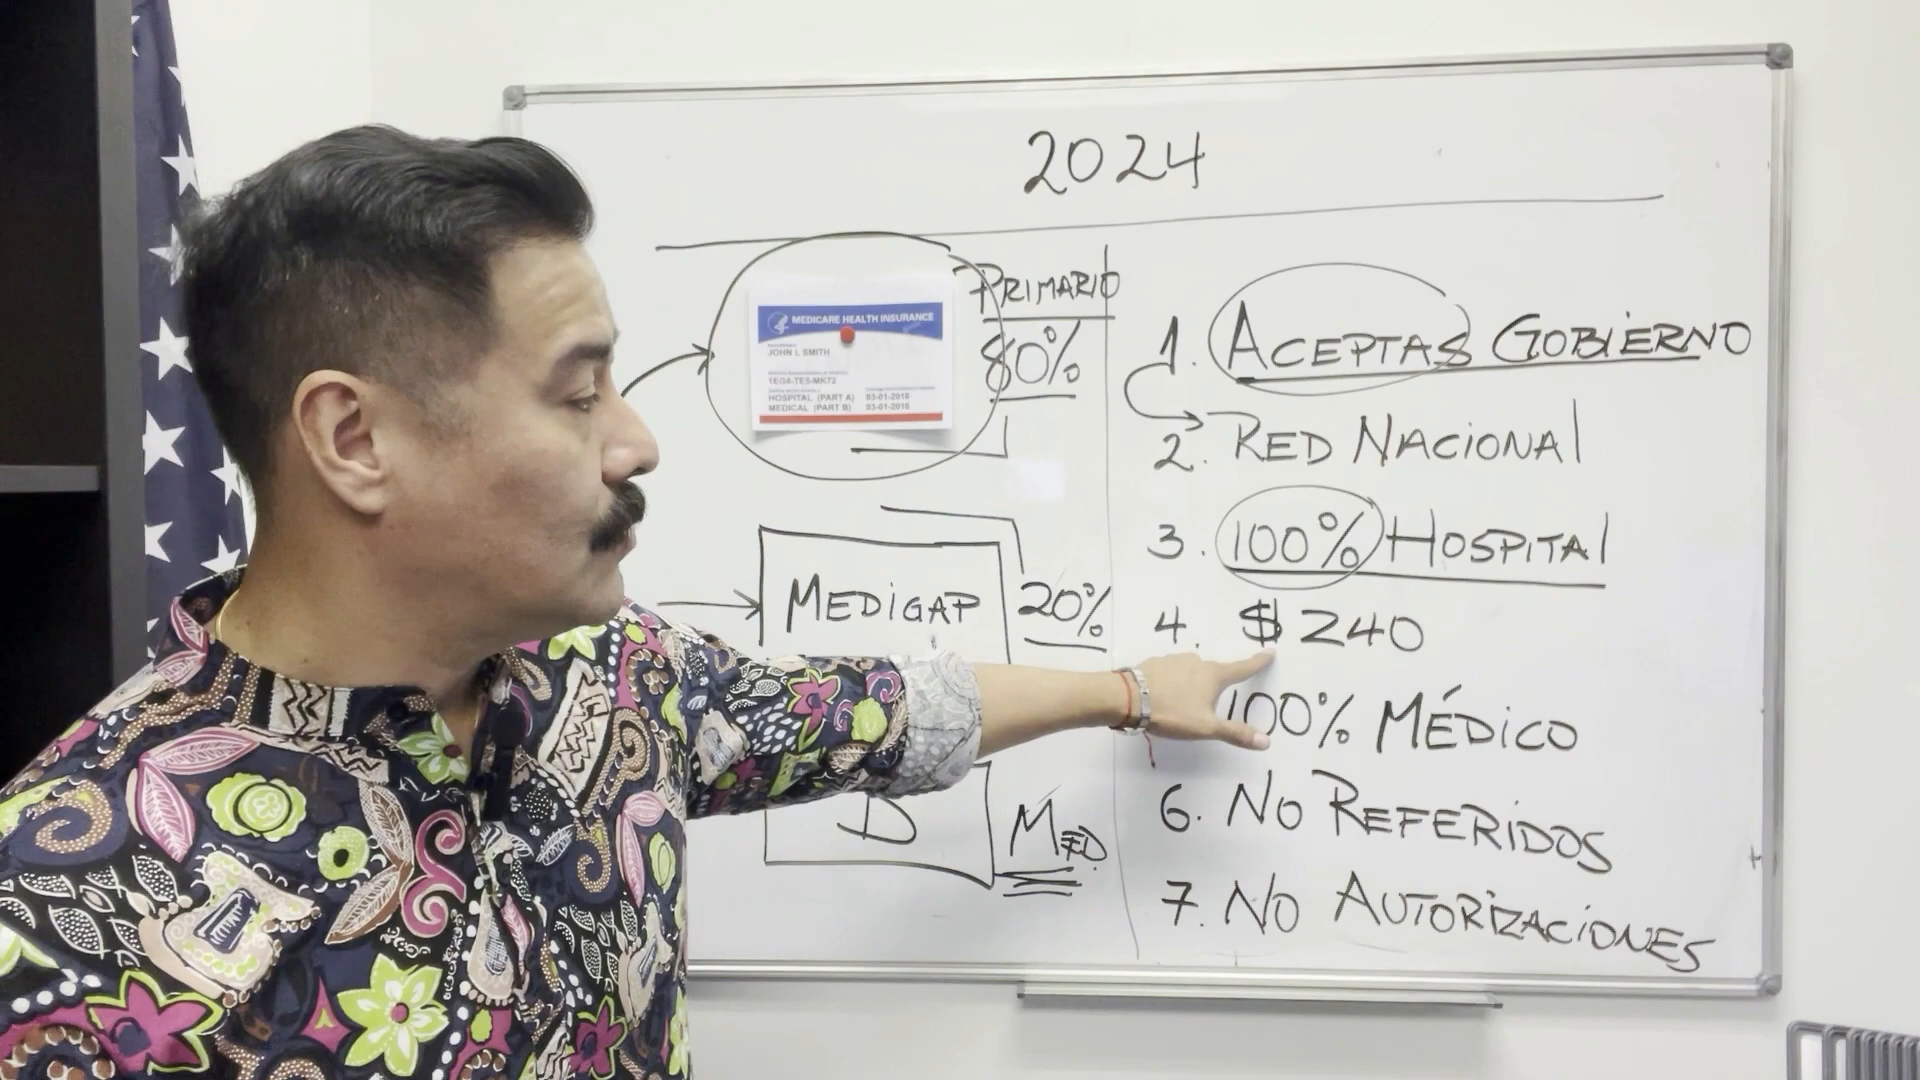 2024
PRIMARIO
80%
MEDICARE HEALTH INSURANCE
JOHN L SMITH
1EG4-TE5-MK72
HOSPITAL (PART A) 03-01-2016
MEDICAL (PART B) 03-01-2016
MEDIGAP
20%
D
MED.
1. ACEPTAS GOBIERNO
2. RED NACIONAL
3. 100% HOSPITAL
4. $240
100% MÉDICO
6. NO REFERIDOS
7. NO AUTORIZACIONES